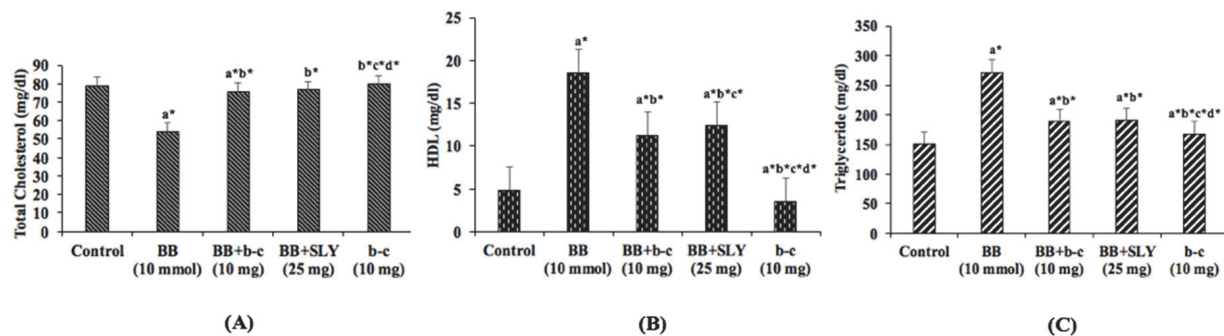 Total Cholesterol (mg/dl)
90
80
70
60
50
40
30
20
10
0
a*
a*b*
b*
b*c*d*
Control BB BB+b-c BB+SLY b-c
(10 mmol) (10 mg) (25 mg) (10 mg)
(A)
HDL (mg/dl)
25
20
15
10
5
0
a*
a*b*
a*b*c*
a*b*c*d*
Control BB BB+b-c BB+SLY b-c
(10 mmol) (10 mg) (25 mg) (10 mg)
(B)
Triglyceride (mg/dl)
350
300
250
200
150
100
50
0
a*
a*b*
a*b*
a*b*c*d*
Control BB BB+b-c BB+SLY b-c
(10 mmol) (10 mg) (25 mg) (10 mg)
(C)